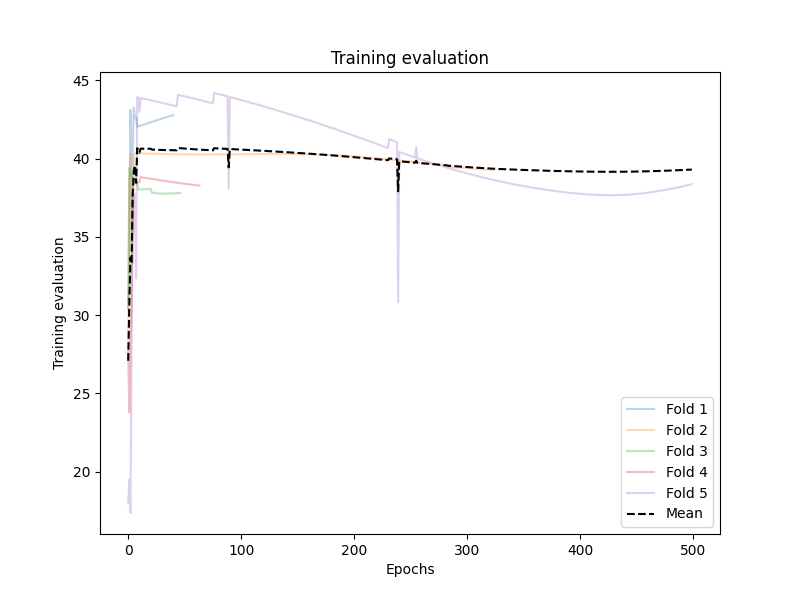 Training evaluation
45
40
35
30
25
20
Training evaluation
0 100 200 300 400 500
Epochs
Fold 1
Fold 2
Fold 3
Fold 4
Fold 5
Mean